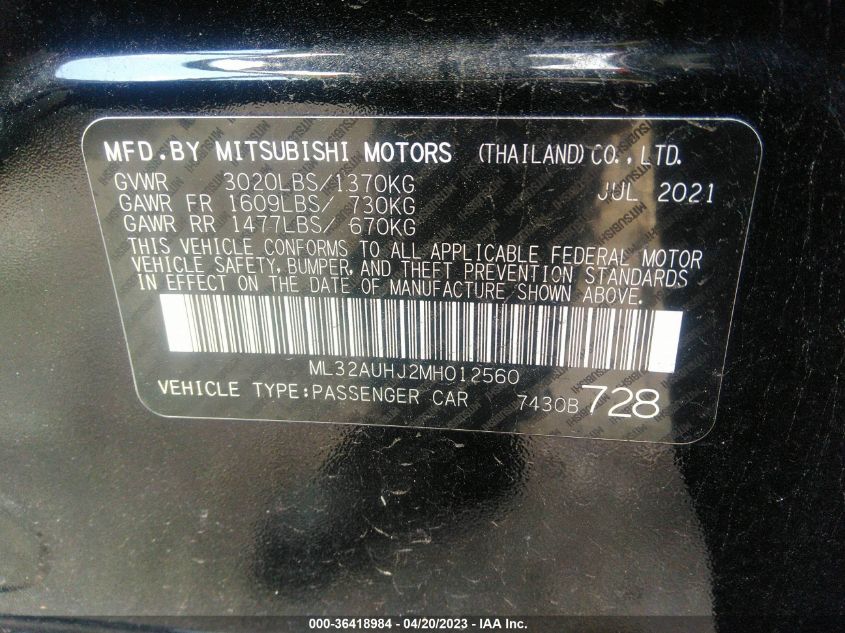 MFD.BY MITSUBISHI MOTORS (THAILAND)CO.,LTD.
GVWR 3020LBS/1370KG JUL 2021
GAWR FR 1609LBS/ 730KG
GAWR RR 1477LBS/ 670KG
THIS VEHICLE CONFORMS TO ALL APPLICABLE FEDERAL MOTOR
VEHICLE SAFETY, BUMPER, AND THEFT PREVENTION STANDARDS
IN EFFECT ON THE DATE OF MANUFACTURE SHOWN ABOVE.
ML32AUHJ2MH012560
VEHICLE TYPE:PASSENGER CAR 7430B 728
000-36418984 - 04/20/2023 - IAA Inc.